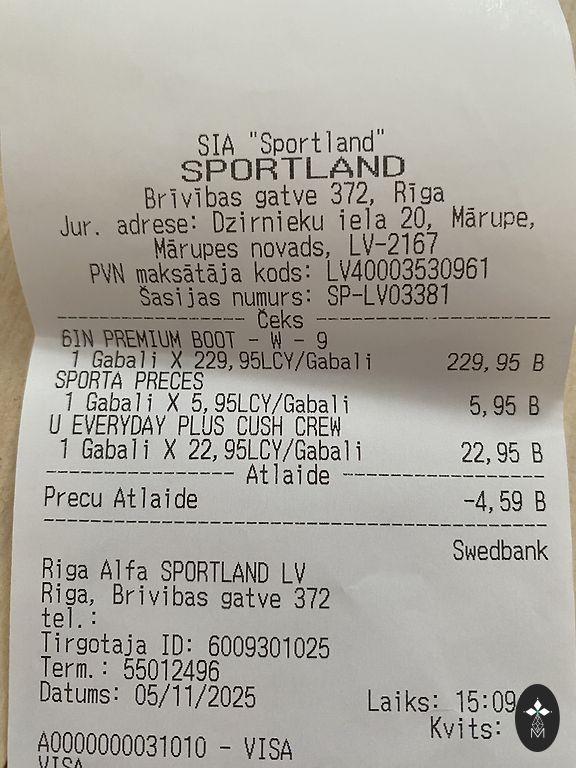 SIA "Sportland"
SPORTLAND
Brīvības gatve 372, Rīga
Jur. adrese: Dzirnieku iela 20, Mārupe,
Mārupes novads, LV-2167
PVN maksātāja kods: LV40003530961
Šasijas numurs: SP-LV03381
Čeks
6IN PREMIUM BOOT - W - 9
1 Gabali X 229,95LCY/Gabali 229,95 B
SPORTA PRECES
1 Gabali X 5,95LCY/Gabali 5,95 B
U EVERYDAY PLUS CUSH CREW
1 Gabali X 22,95LCY/Gabali 22,95 B
Atlaide
Precu Atlaide -4,59 B
Swedbank
Riga Alfa SPORTLAND LV
Riga, Brivibas gatve 372
tel.:
Tirgotaja ID: 6009301025
Term.: 55012496
Datums: 05/11/2025 Laiks: 15:09
Kvits:
A0000000031010 - VISA
VISA